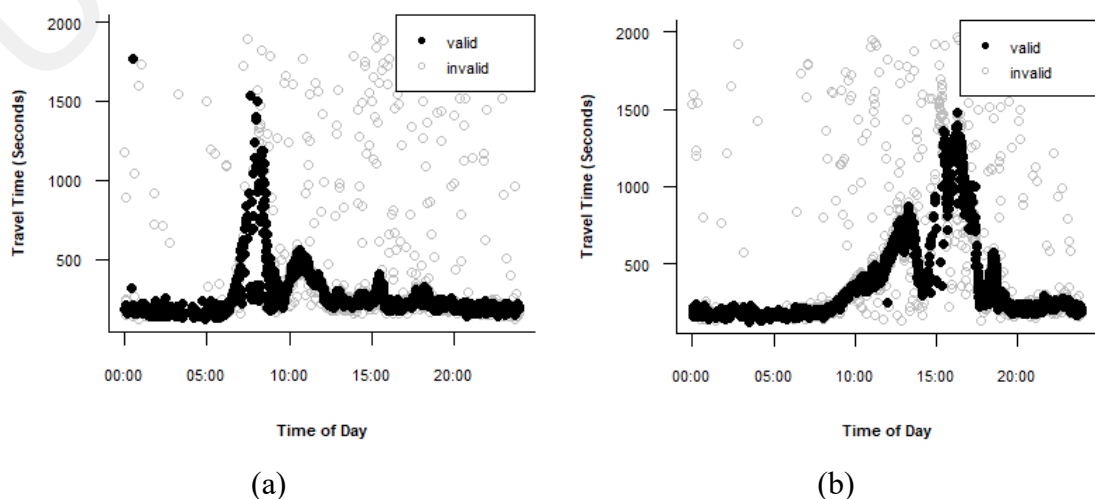 2000
1500
1000
500
Travel Time (Seconds)
valid
invalid
00:00 05:00 10:00 15:00 20:00
Time of Day
(a)
2000
1500
1000
500
Travel Time (Seconds)
valid
invalid
00:00 05:00 10:00 15:00 20:00
Time of Day
(b)